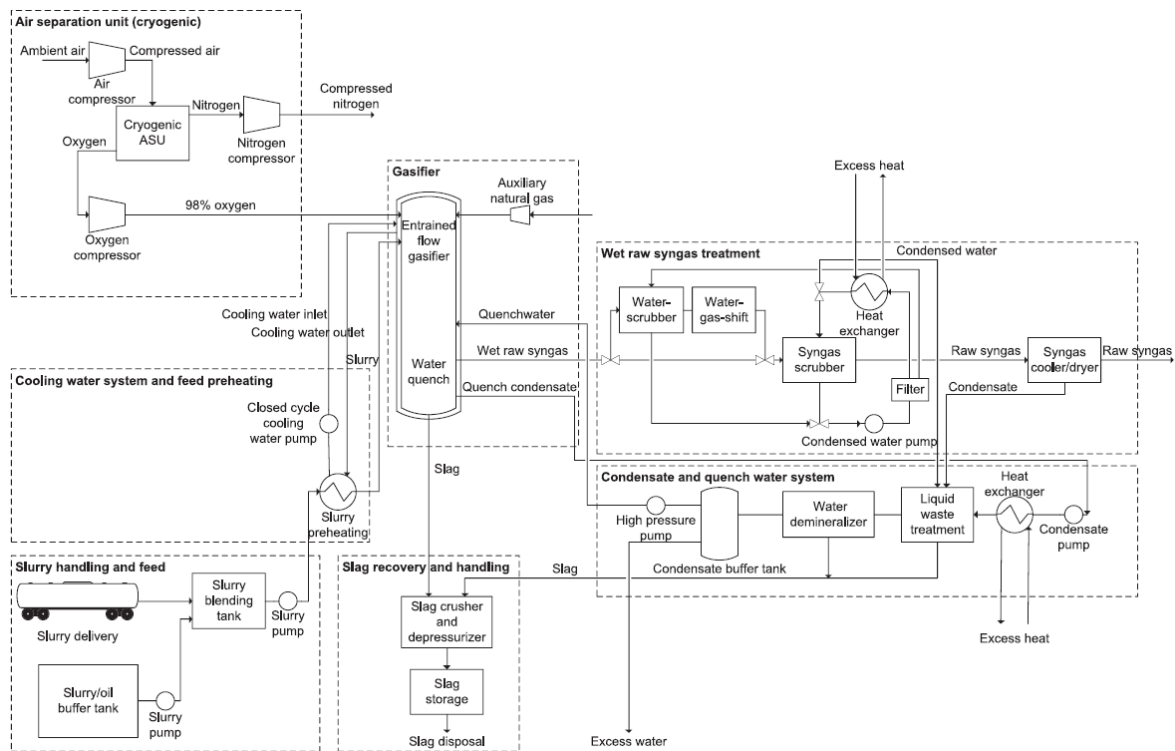 Air separation unit (cryogenic)
Ambient air
Compressed air
Air
compressor
Nitrogen
Compressed
nitrogen
Cryogenic
ASU
Nitrogen
compressor
Oxygen
98% oxygen
Oxygen
compressor
Gasifier
Auxiliary
natural gas
Entrained
flow
gasifier
Water
quench
Cooling water inlet
Cooling water outlet
Slurry
Quenchwater
Wet raw syngas
Quench condensate
Slag
Excess heat
Condensed water
Wet raw syngas treatment
Water-
scrubber
Water-
gas-shift
Heat
exchanger
Syngas
scrubber
Raw syngas
Syngas
cooler/dryer
Raw syngas
Condensate
Filter
Condensed water pump
Cooling water system and feed preheating
Closed cycle
cooling
water pump
Slurry
preheating
Condensate and quench water system
High pressure
pump
Condensate buffer tank
Water
demineralizer
Liquid
waste
treatment
Heat
exchanger
Condensate
pump
Excess heat
Excess water
Slurry handling and feed
Slurry delivery
Slurry
blending
tank
Slurry
pump
Slurry/oil
buffer tank
Slurry
pump
Slag recovery and handling
Slag
Slag crusher
and
depressurizer
Slag
storage
Slag disposal